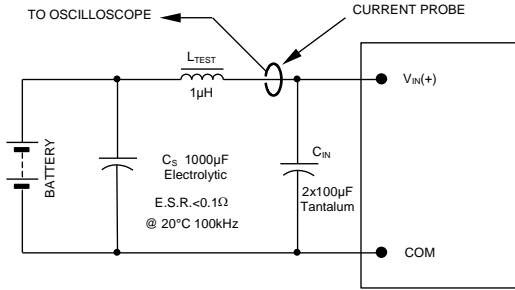 TO OSCILLOSCOPE
CURRENT PROBE
LTEST
1µH
VIN(+)
BATTERY
CS 1000µF
Electrolytic
E.S.R.<0.1Ω
@ 20°C 100kHz
CIN
2x100µF
Tantalum
COM